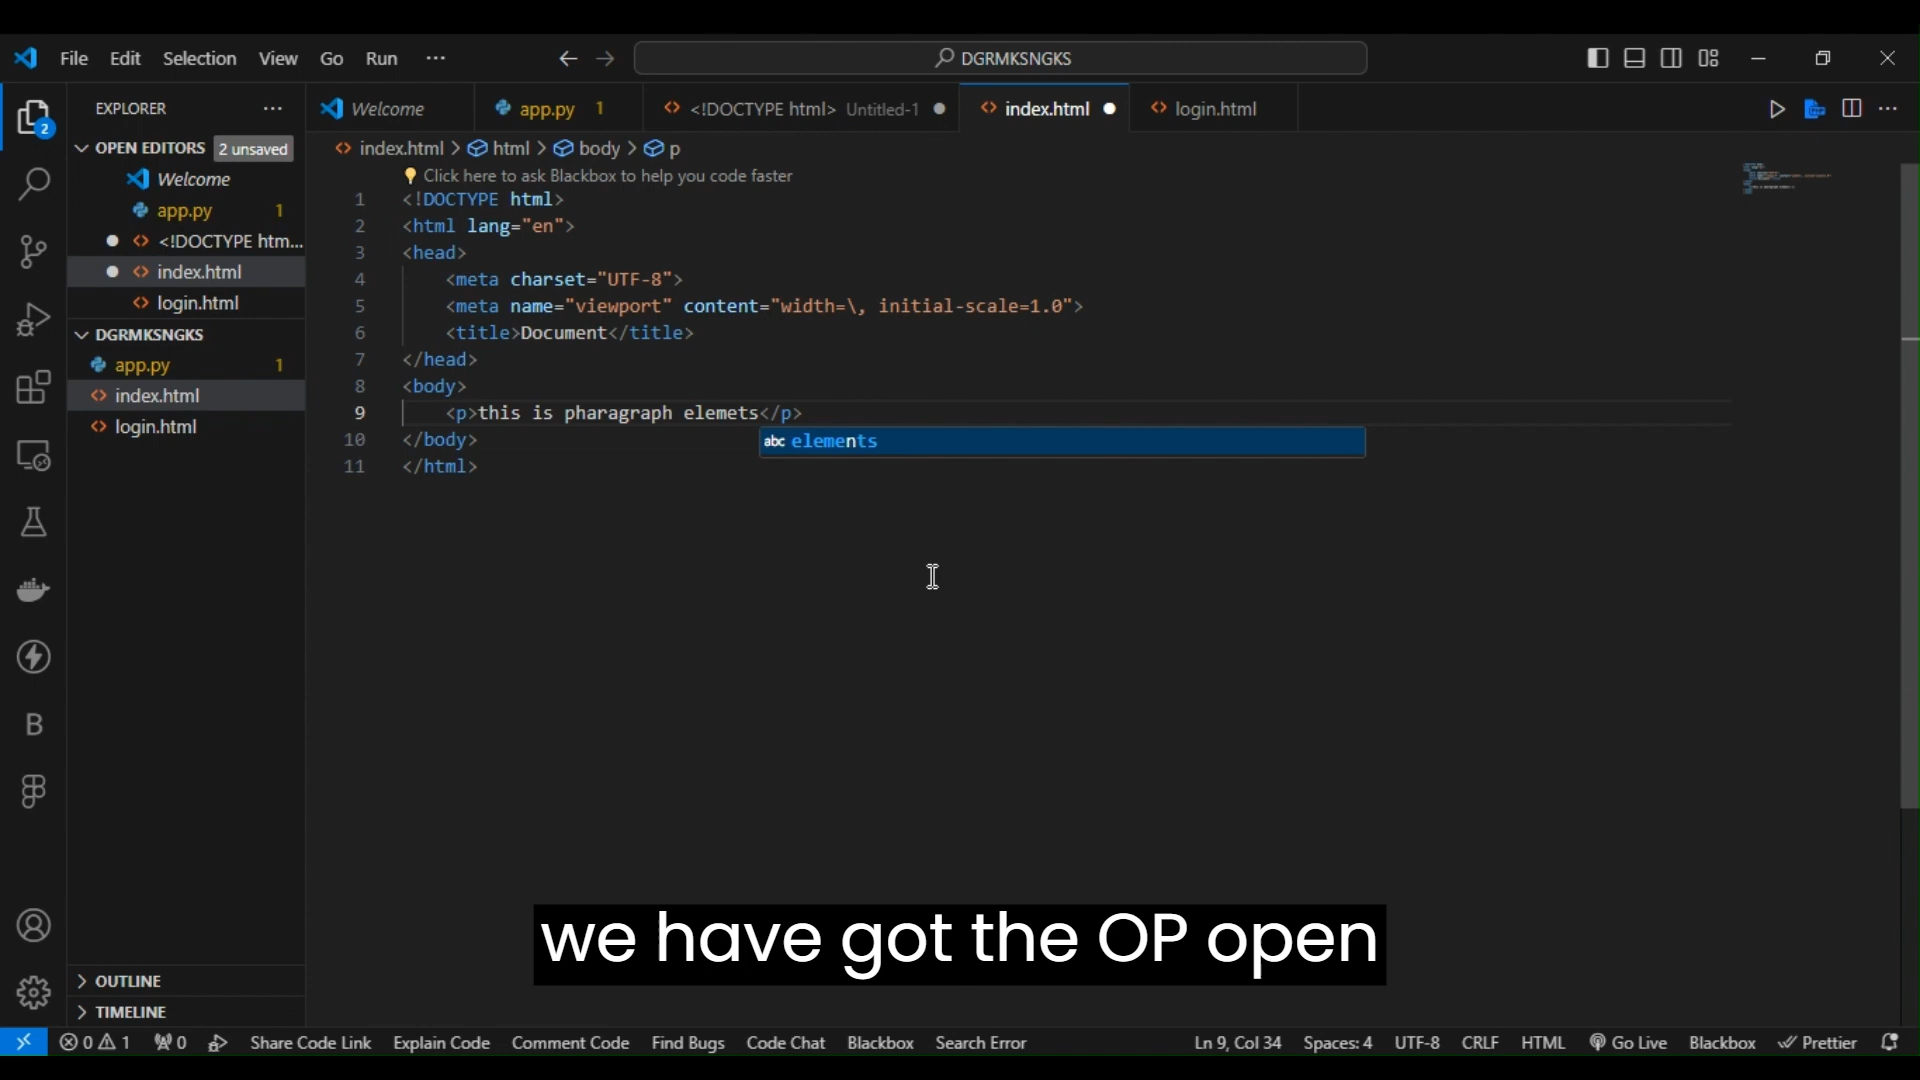 File Edit Selection View Go Run ···
DGRMKSNGKS
EXPLORER ···
OPEN EDITORS 2 unsaved
Welcome
app.py 1
<!DOCTYPE htm...
index.html
login.html
DGRMKSNGKS
app.py 1
index.html
login.html
OUTLINE
TIMELINE
2
B
Welcome app.py 1 <!DOCTYPE html> Untitled-1 index.html login.html
index.html > html > body > p
Click here to ask Blackbox to help you code faster
1 <!DOCTYPE html>
2 <html lang="en">
3 <head>
4 <meta charset="UTF-8">
5 <meta name="viewport" content="width=\, initial-scale=1.0">
6 <title>Document</title>
7 </head>
8 <body>
9 <p>this is pharagraph elemets</p>
10 </body>
abc elements
11 </html>
we have got the OP open
0 1 0 Share Code Link Explain Code Comment Code Find Bugs Code Chat Blackbox Search Error Ln 9, Col 34 Spaces: 4 UTF-8 CRLF HTML Go Live Blackbox Prettier